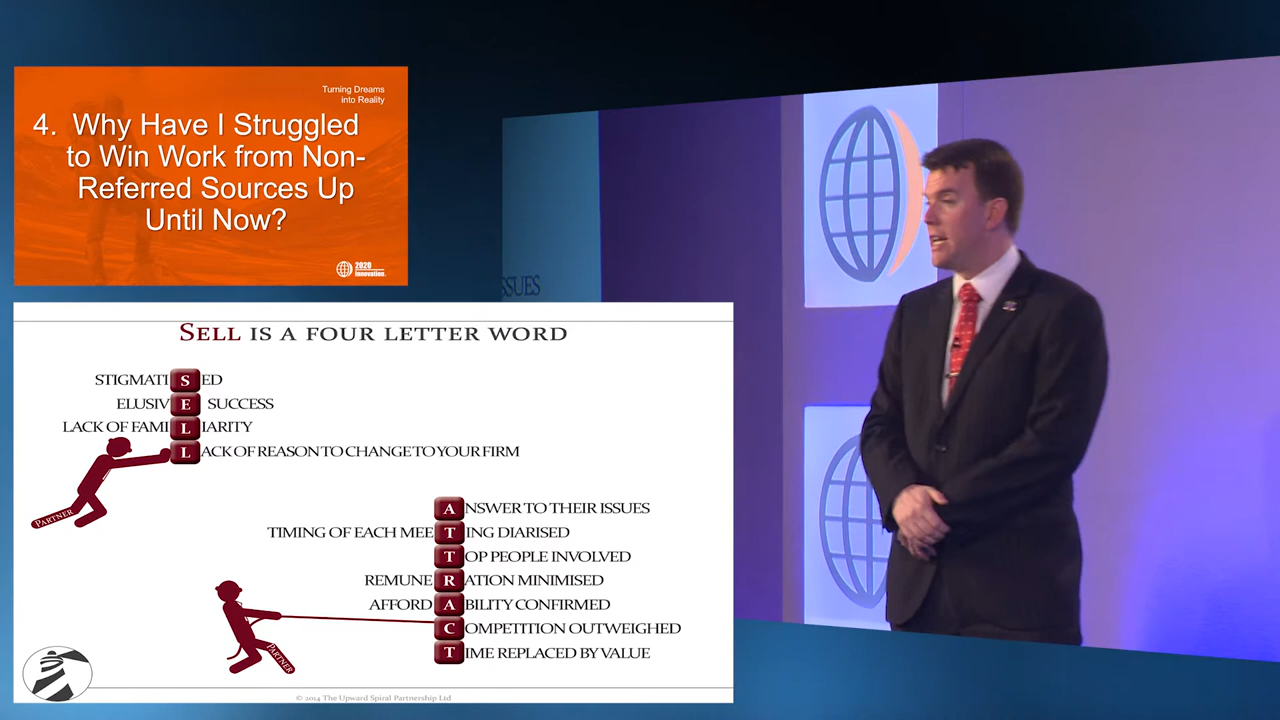 Turning Dreams
into Reality
4. Why Have I Struggled
to Win Work from Non-
Referred Sources Up
Until Now?
2020
Innovation
SSUES
SELL IS A FOUR LETTER WORD
STIGMATISED
ELUSIVE SUCCESS
LACK OF FAMILIARITY
LACK OF REASON TO CHANGE TO YOUR FIRM
PARTNER
ANSWER TO THEIR ISSUES
TIMING OF EACH MEETING DIARISED
TOP PEOPLE INVOLVED
REMUNERATION MINIMISED
AFFORDABILITY CONFIRMED
COMPETITION OUTWEIGHED
TIME REPLACED BY VALUE
PARTNER
© 2014 The Upward Spiral Partnership Ltd